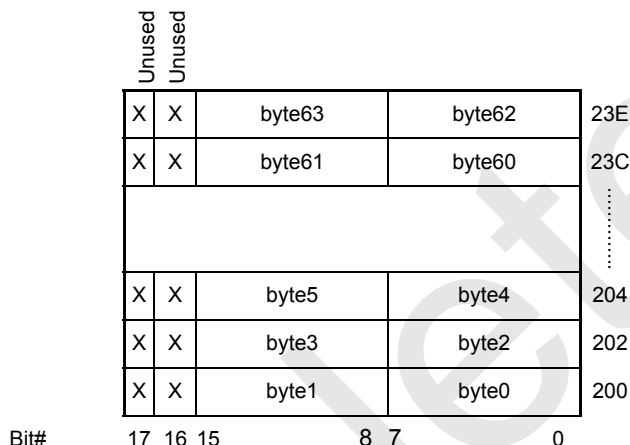 Unused Unused
X X byte63 byte62 23E
X X byte61 byte60 23C
X X byte5 byte4 204
X X byte3 byte2 202
X X byte1 byte0 200
Bit# 17 16 15 8 7 0